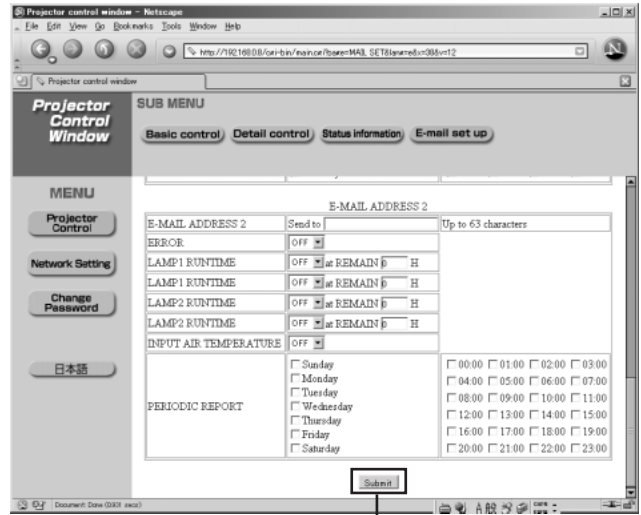 Projector control window - Netscape
File Edit View Go Bookmarks Tools Window Help
Projector control window
Projector Control Window
SUB MENU
Basic control Detail control Status information E-mail set up
MENU
Projector Control
Network Setting
Change Password
日本語
E-MAIL ADDRESS 2
E-MAIL ADDRESS 2 Send to Up to 63 characters
ERROR OFF
LAMP1 RUNTIME OFF at REMAIN 0 H
LAMP1 RUNTIME OFF at REMAIN 0 H
LAMP2 RUNTIME OFF at REMAIN 0 H
LAMP2 RUNTIME OFF at REMAIN 0 H
INPUT AIR TEMPERATURE OFF
PERIODIC REPORT
Sunday
Monday
Tuesday
Wednesday
Thursday
Friday
Saturday
00:00 01:00 02:00 03:00
04:00 05:00 06:00 07:00
08:00 09:00 10:00 11:00
12:00 13:00 14:00 15:00
16:00 17:00 18:00 19:00
20:00 21:00 22:00 23:00
Submit
Document: Done